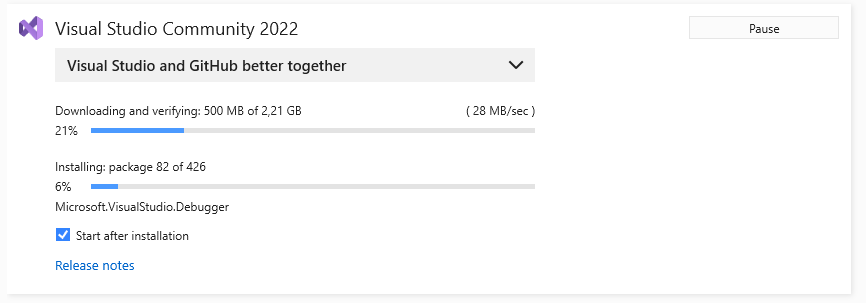 Visual Studio Community 2022
Pause
Visual Studio and GitHub better together
Downloading and verifying: 500 MB of 2,21 GB
( 28 MB/sec )
21%
Installing: package 82 of 426
6%
Microsoft.VisualStudio.Debugger
Start after installation
Release notes